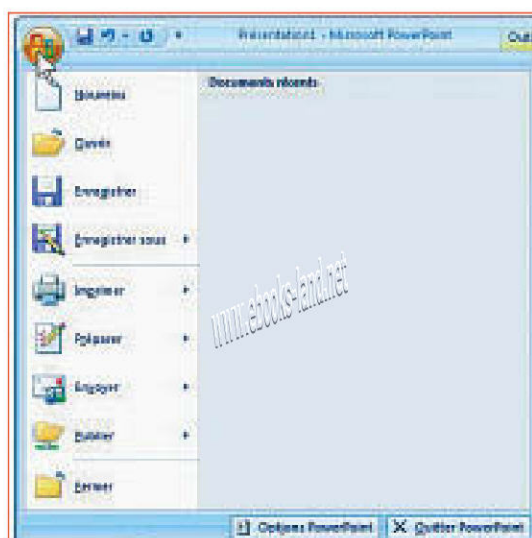 Présentation1 - Microsoft PowerPoint
Outi
Documents récents
Nouveau
Ouvrir
Enregistrer
Enregistrer sous
www.ebooks-land.net
Imprimer
Préparer
Envoyer
Publier
Fermer
Options PowerPoint
Quitter PowerPoint